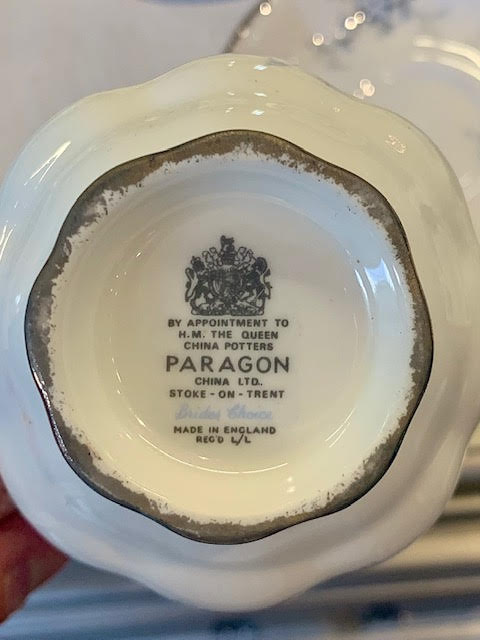 BY APPOINTMENT TO
H.M. THE QUEEN
CHINA POTTERS
PARAGON
CHINA LTD.
STOKE-ON-TRENT
Brides Choice
MADE IN ENGLAND
REG'D L/L